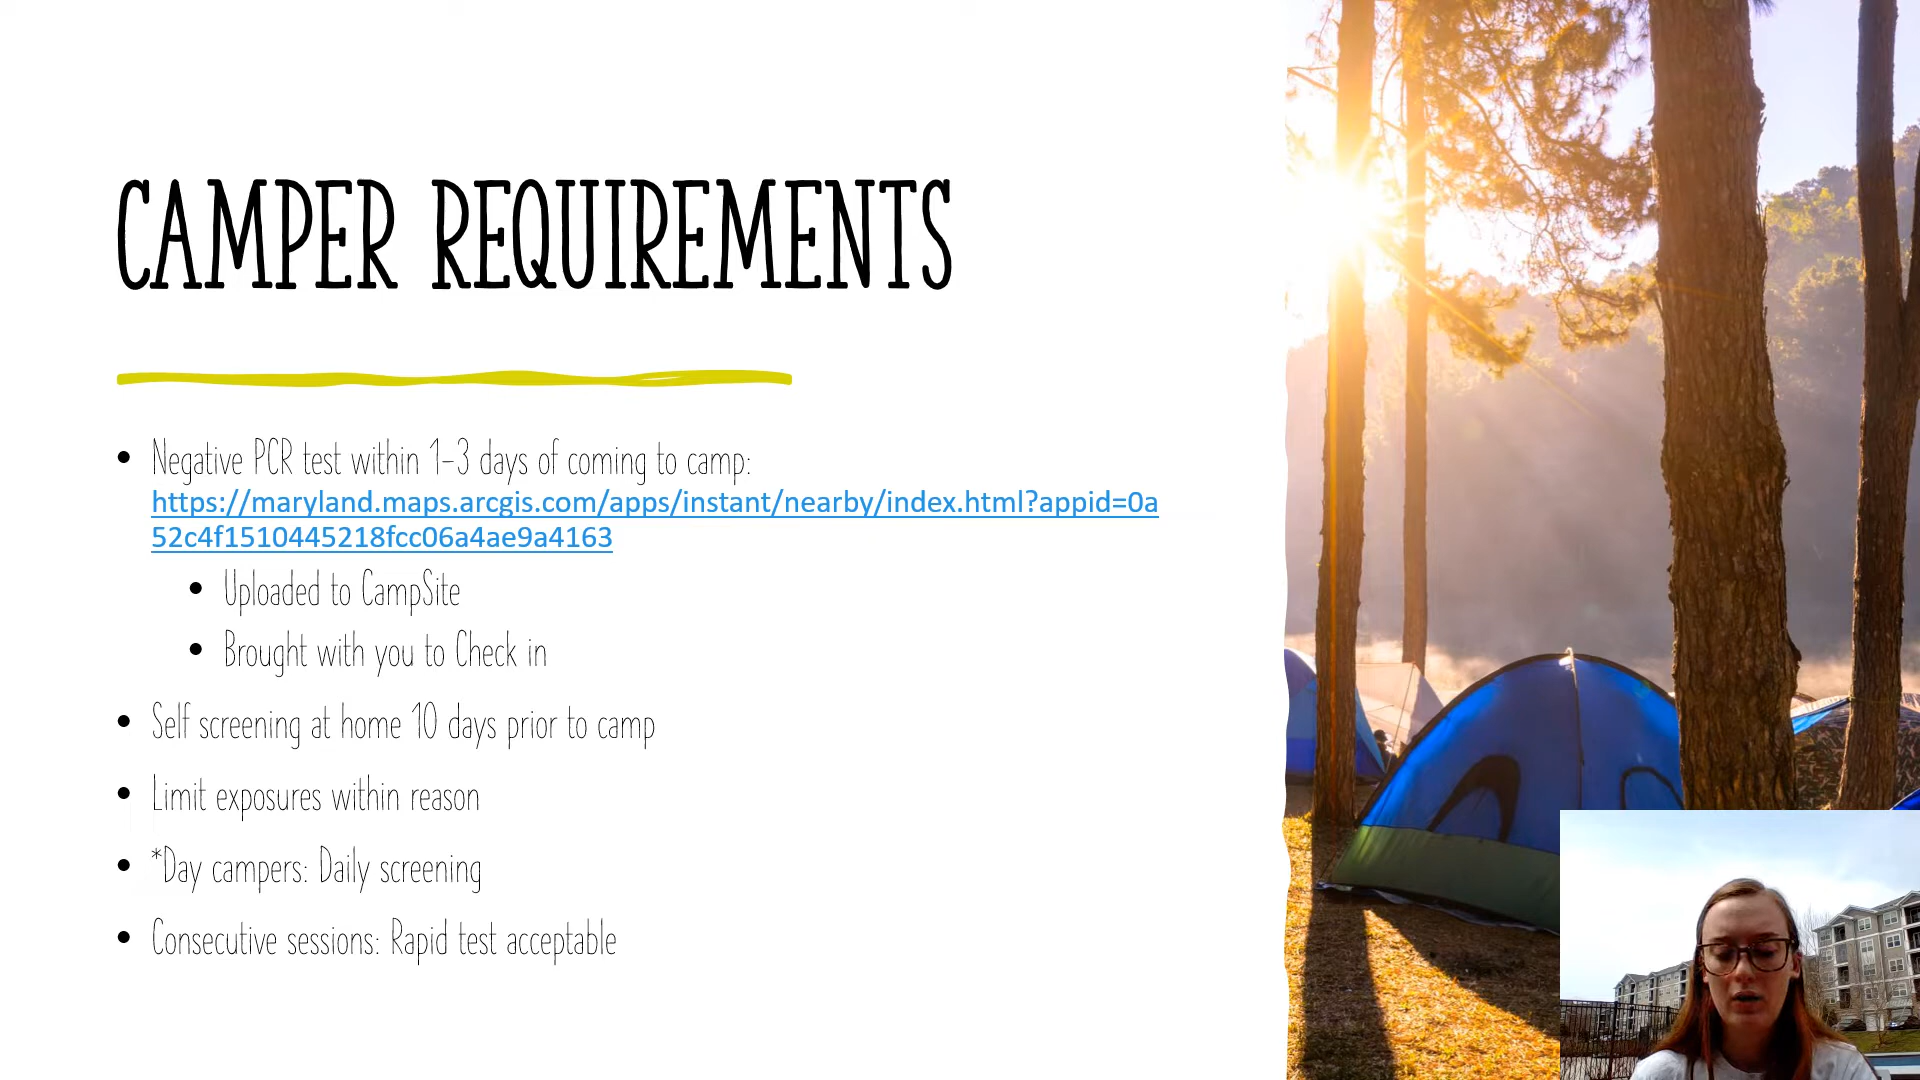 CAMPER REQUIREMENTS
• Negative PCR test within 1-3 days of coming to camp:
https://maryland.maps.arcgis.com/apps/instant/nearby/index.html?appid=0a
52c4f1510445218fcc06a4ae9a4163
• Uploaded to CampSite
• Brought with you to Check in
• Self screening at home 10 days prior to camp
• Limit exposures within reason
• *Day campers: Daily screening
• Consecutive sessions: Rapid test acceptable